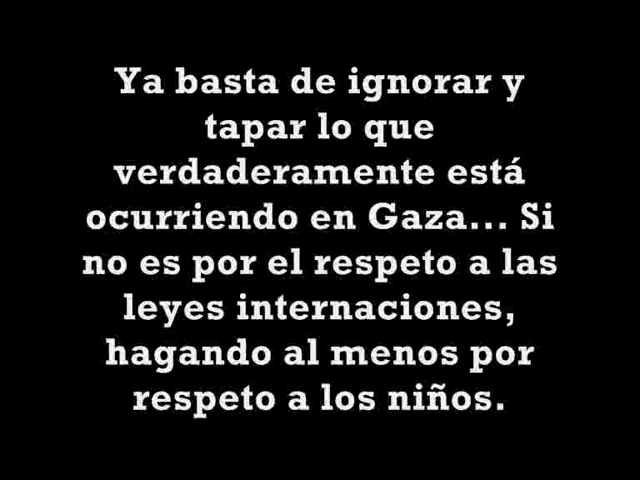 Ya basta de ignorar y
tapar lo que
verdaderamente está
ocurriendo en Gaza... Si
no es por el respeto a las
leyes internaciones,
hagando al menos por
respeto a los niños.